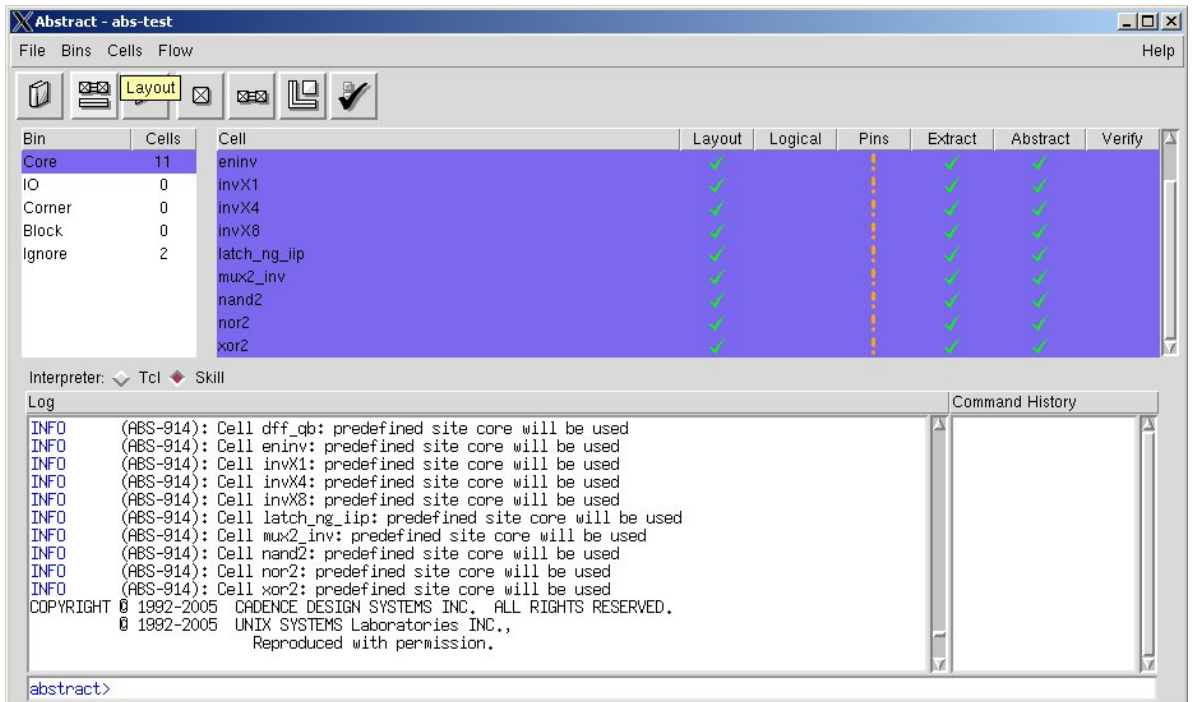 Abstract - abs-test
File Bins Cells Flow Help
Layout
Bin Cells Cell Layout Logical Pins Extract Abstract Verify
Core 11 eninv
IO 0 invX1
Corner 0 invX4
Block 0 invX8
Ignore 2 latch_ng_iip
mux2_inv
nand2
nor2
xor2
Interpreter: Tcl Skill
Log Command History
INFO (ABS-914): Cell dff_qb: predefined site core will be used
INFO (ABS-914): Cell eninv: predefined site core will be used
INFO (ABS-914): Cell invX1: predefined site core will be used
INFO (ABS-914): Cell invX4: predefined site core will be used
INFO (ABS-914): Cell invX8: predefined site core will be used
INFO (ABS-914): Cell latch_ng_iip: predefined site core will be used
INFO (ABS-914): Cell mux2_inv: predefined site core will be used
INFO (ABS-914): Cell nand2: predefined site core will be used
INFO (ABS-914): Cell nor2: predefined site core will be used
INFO (ABS-914): Cell xor2: predefined site core will be used
COPYRIGHT © 1992-2005 CADENCE DESIGN SYSTEMS INC. ALL RIGHTS RESERVED.
© 1992-2005 UNIX SYSTEMS Laboratories INC.,
Reproduced with permission.
abstract>